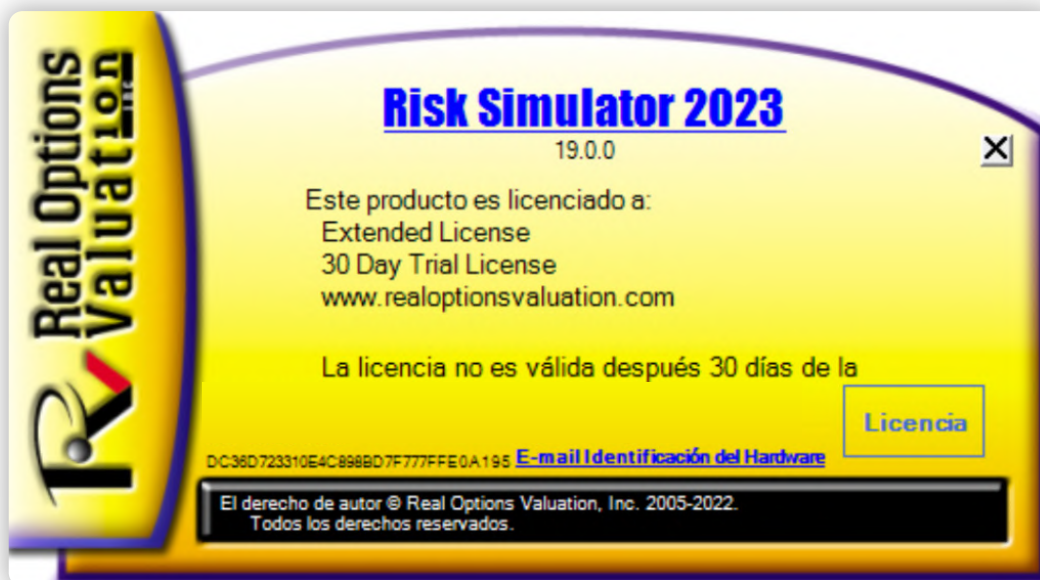 Real Options
Valuation
Risk Simulator 2023
19.0.0
Este producto es licenciado a:
Extended License
30 Day Trial License
www.realoptionsvaluation.com
La licencia no es válida después 30 días de la
Licencia
DC36D723310E4C898BD7F777FFE0A195 E-mail Identificación del Hardware
El derecho de autor © Real Options Valuation, Inc. 2005-2022.
Todos los derechos reservados.